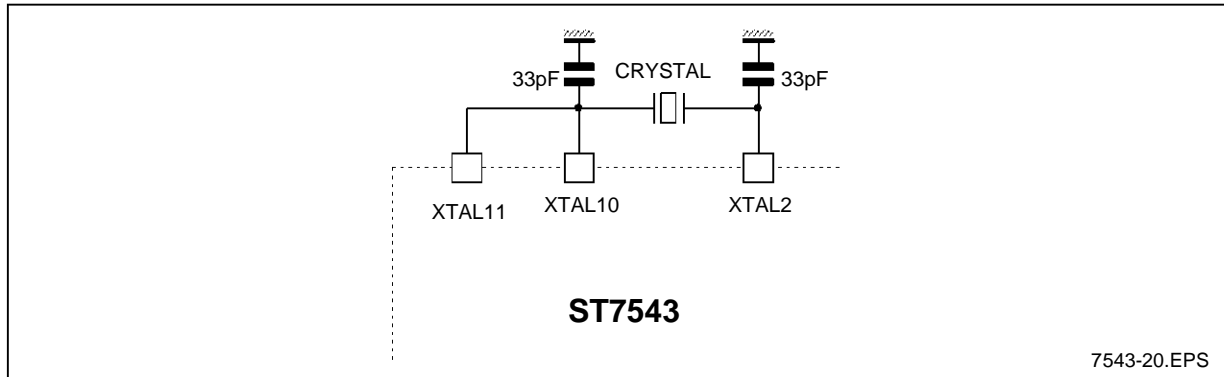 33pF
CRYSTAL
33pF
XTAL11
XTAL10
XTAL2
ST7543
7543-20.EPS